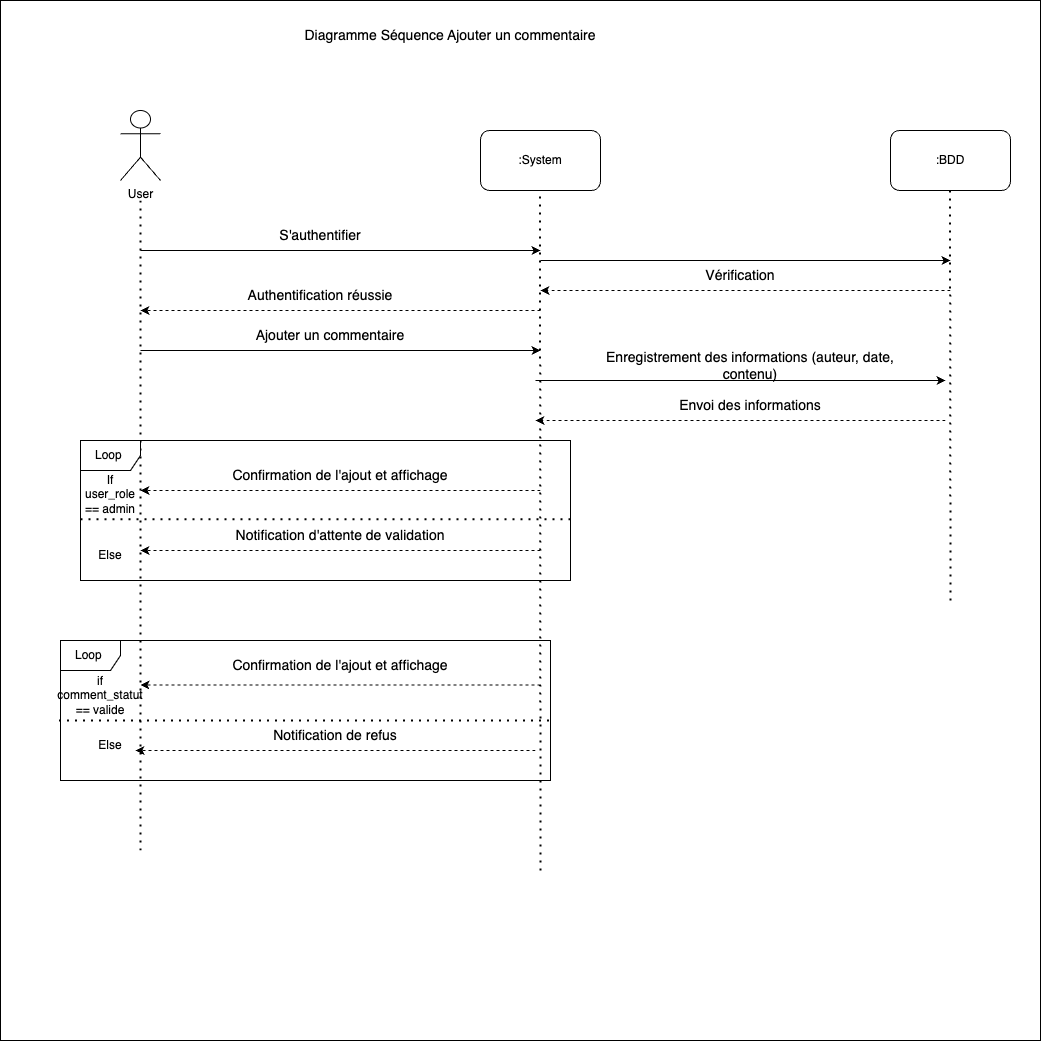 Diagramme Séquence Ajouter un commentaire
User
:System
:BDD
S'authentifier
Vérification
Authentification réussie
Ajouter un commentaire
Enregistrement des informations (auteur, date,
contenu)
Envoi des informations
Loop
If
user_role
== admin
Confirmation de l'ajout et affichage
Notification d'attente de validation
Else
Loop
if
comment_statut
== valide
Confirmation de l'ajout et affichage
Notification de refus
Else